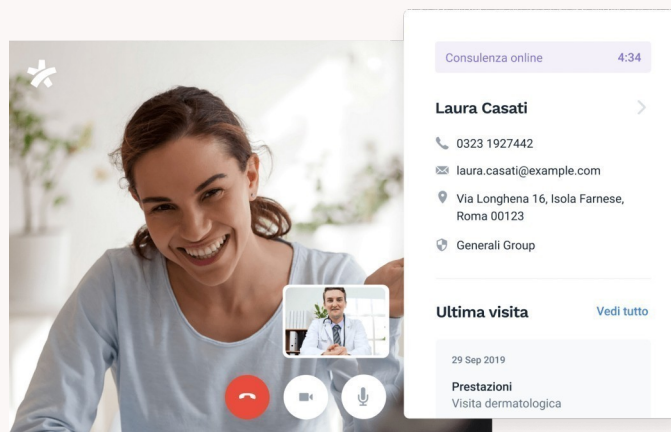 Consulenza online 4:34
Laura Casati
0323 1927442
laura.casati@example.com
Via Longhena 16, Isola Farnese,
Roma 00123
Generali Group
Ultima visita Vedi tutto
29 Sep 2019
Prestazioni
Visita dermatologica